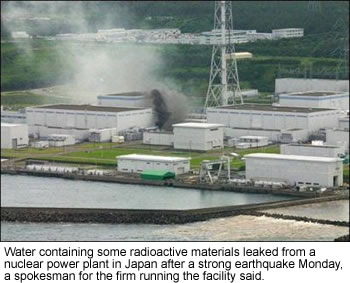 Water containing some radioactive materials leaked from a
nuclear power plant in Japan after a strong earthquake Monday,
a spokesman for the firm running the facility said.